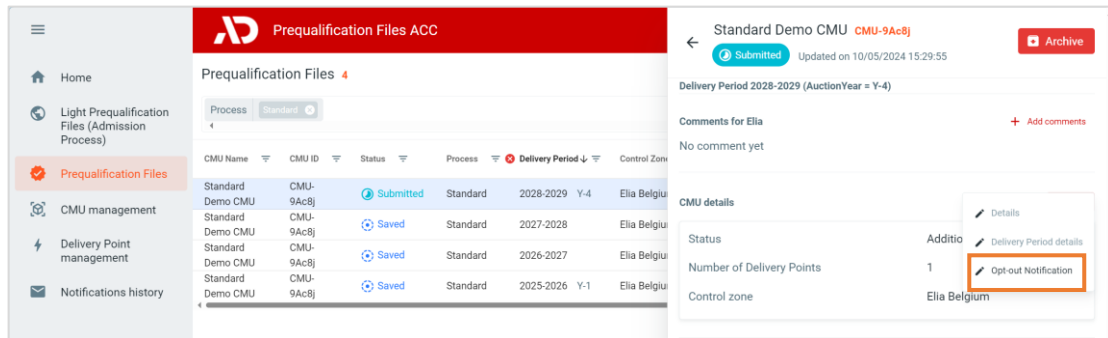 Prequalification Files ACC
Home
Light Prequalification
Files (Admission
Process)
Prequalification Files
CMU management
Delivery Point
management
Notifications history
Prequalification Files 4
Process Standard
CMU Name CMU ID Status Process Delivery Period Control Zone
Standard
Demo CMU CMU-
9Ac8j Submitted Standard 2028-2029 Y-4 Elia Belgiu
Standard
Demo CMU CMU-
9Ac8j Saved Standard 2027-2028 Elia Belgiu
Standard
Demo CMU CMU-
9Ac8j Saved Standard 2026-2027 Elia Belgiu
Standard
Demo CMU CMU-
9Ac8j Saved Standard 2025-2026 Y-1 Elia Belgiu
Standard Demo CMU CMU-9Ac8j
Submitted Updated on 10/05/2024 15:29:55
Archive
Delivery Period 2028-2029 (AuctionYear = Y-4)
Comments for Elia
+ Add comments
No comment yet
CMU details
Status Additio
Number of Delivery Points 1
Control zone Elia Belgium
Details
Delivery Period details
Opt-out Notification